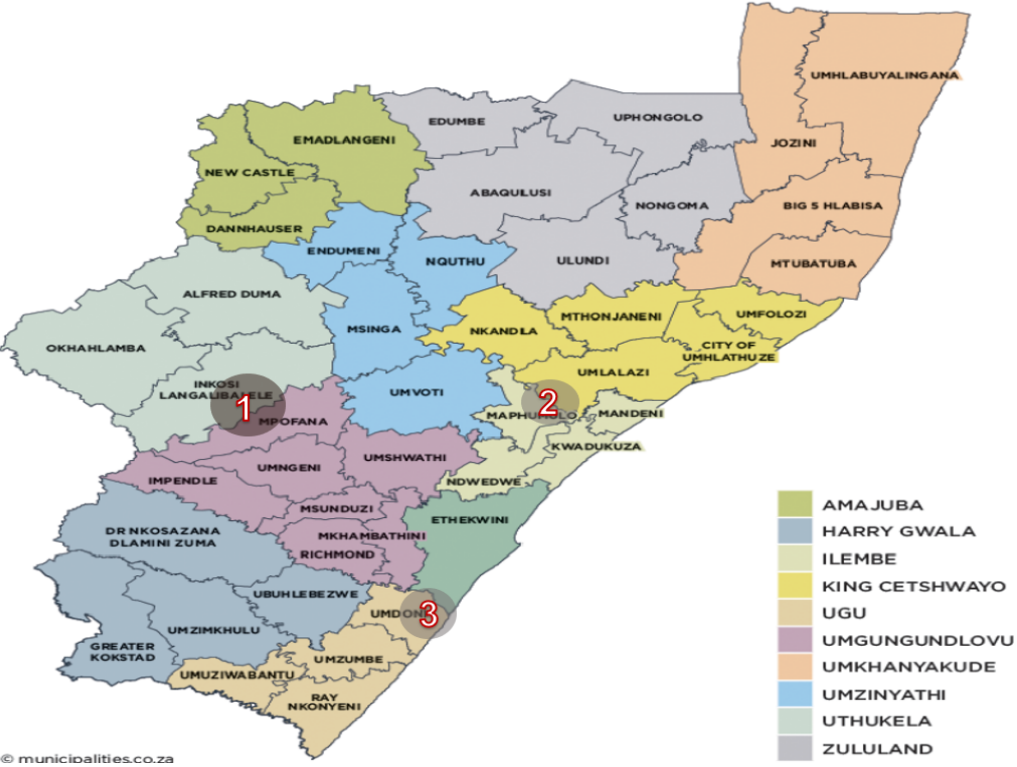 UMHLABUYALINGANA
EDUMBE
UPHONGOLO
EMADLANGENI
JOZINI
NEW CASTLE
ABAQULUSI
NONGOMA
BIG 5 HLABISA
DANNHAUSER
ENDUMENI
NQUTHU
ULUNDI
MTUBATUBA
ALFRED DUMA
MTHONJANENI
UMFOLOZI
MSINGA
NKANDLA
OKHAHLAMBA
CITY OF
UMHLATHUZE
UMLALAZI
INKOSI
LANGALIBALELE
UMVOTI
1
2
MAPHUMULO
MANDENI
MPOFANA
KWADUKUZA
UMSHWATHI
UMNGENI
IMPENDLE
NDWEDWE
MSUNDUZI
ETHEKWINI
DR NKOSAZANA
DLAMINI ZUMA
MKHAMBATHINI
RICHMOND
UBUHLEBEZWE
UMDONI
3
UMZIMKHULU
GREATER
KOKSTAD
UMZUMBE
UMUZIWABANTU
RAY
NKONYENI
AMAJUBA
HARRY GWALA
ILEMBE
KING CETSHWAYO
UGU
UMGUNGUNDLOVU
UMKHANYAKUDE
UMZINYATHI
UTHUKELA
ZULULAND
© municipalities.co.za